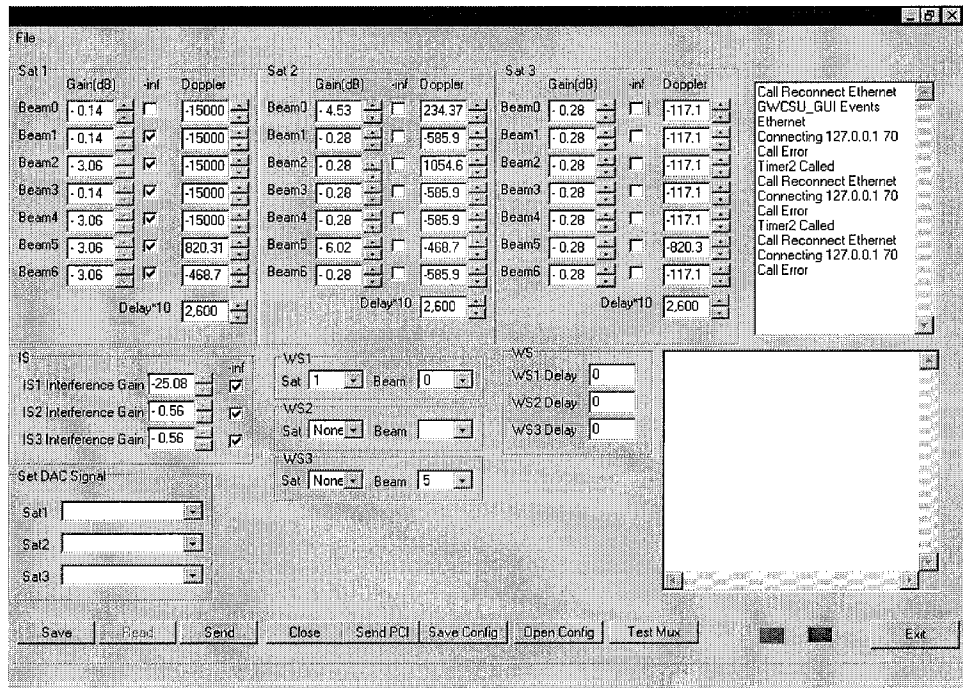 File
Sat 1
Gain(dB) -inf Doppler
Beam0 - 0.14 -15000
Beam1 - 0.14 -15000
Beam2 - 3.06 -15000
Beam3 - 0.14 -15000
Beam4 - 3.06 -15000
Beam5 - 3.06 820.31
Beam6 - 3.06 -468.7
Delay*10 2,600
Sat 2
Gain(dB) -inf Doppler
Beam0 - 4.53 234.37
Beam1 - 0.28 -585.9
Beam2 - 0.28 1054.6
Beam3 - 0.28 -585.9
Beam4 - 0.28 -585.9
Beam5 - 6.02 -468.7
Beam6 - 0.28 -585.9
Delay*10 2,600
Sat 3
Gain(dB) -inf Doppler
Beam0 - 0.28 -117.1
Beam1 - 0.28 -117.1
Beam2 - 0.28 -117.1
Beam3 - 0.28 -117.1
Beam4 - 0.28 -117.1
Beam5 - 0.28 -820.3
Beam6 - 0.28 -117.1
Delay*10 2,600
Call Reconnect Ethernet
GWCSU_GUI Events
Ethernet
Connecting 127.0.0.1 70
Call Error
Timer2 Called
Call Reconnect Ethernet
Connecting 127.0.0.1 70
Call Error
Timer2 Called
Call Reconnect Ethernet
Connecting 127.0.0.1 70
Call Error
IS
-inf
IS1 Interference Gain -25.08
IS2 Interference Gain - 0.56
IS3 Interference Gain - 0.56
WS1
Sat 1 Beam 0
WS2
Sat None Beam
WS3
Sat None Beam 5
WS
WS1 Delay 0
WS2 Delay 0
WS3 Delay 0
Set DAC Signal
Sat1
Sat2
Sat3
Save Read Send Close Send PCI Save Config Open Config Test Mux Exit